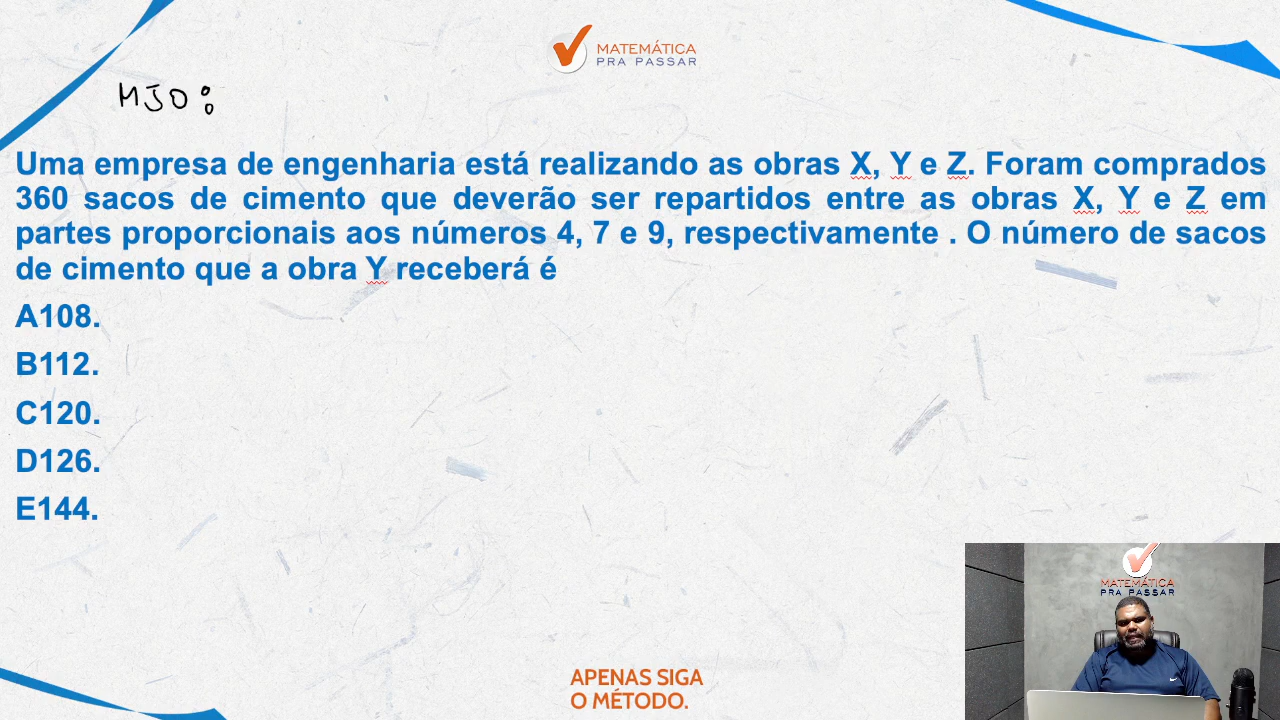 MATEMÁTICA
PRA PASSAR
MJO:
Uma empresa de engenharia está realizando as obras X, Y e Z. Foram comprados
360 sacos de cimento que deverão ser repartidos entre as obras X, Y e Z em
partes proporcionais aos números 4, 7 e 9, respectivamente . O número de sacos
de cimento que a obra Y receberá é
A108.
B112.
C120.
D126.
E144.
MATEMÁTICA
PRA PASSAR
APENAS SIGA
O MÉTODO.